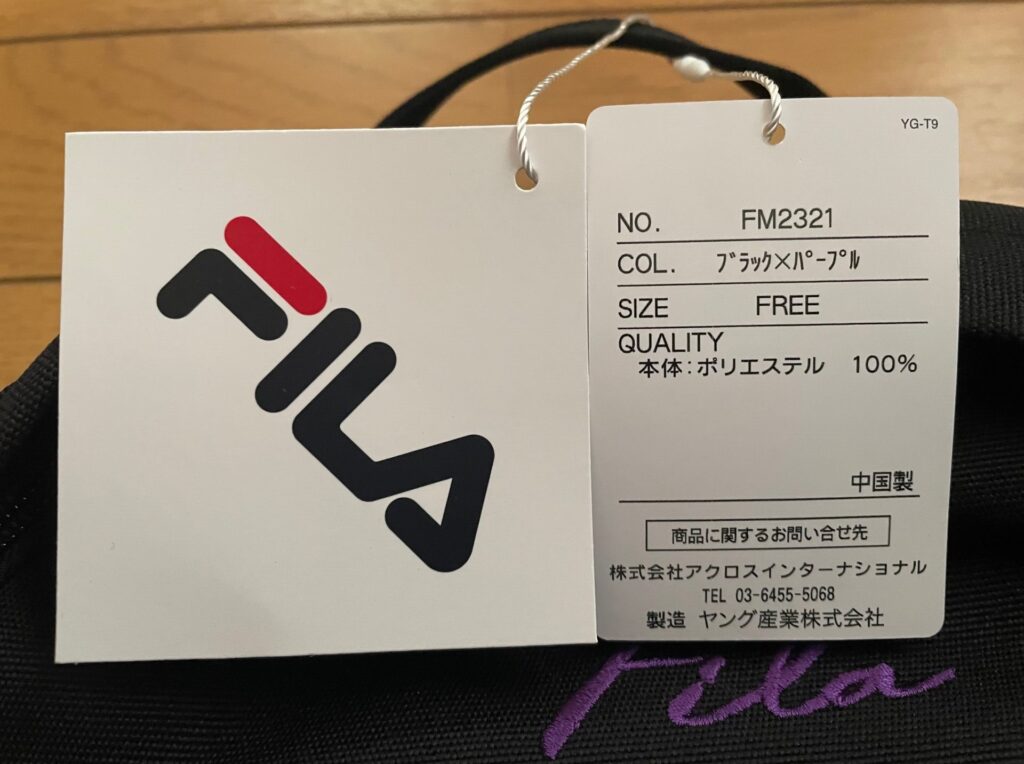 FILA
YG-T9
NO. FM2321
COL. ﾌﾞﾗｯｸ×ﾊﾟｰﾌﾟﾙ
SIZE FREE
QUALITY
本体:ポリエステル 100%
中国製
商品に関するお問い合せ先
株式会社アクロスインターナショナル
TEL 03-6455-5068
製造 ヤング産業株式会社
Fila